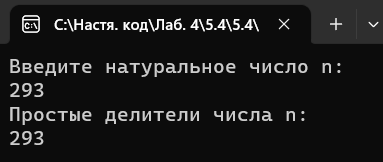 C:\Настя. код\Лаб. 4\5.4\5.4\
Введите натуральное число n:
293
Простые делители числа n:
293